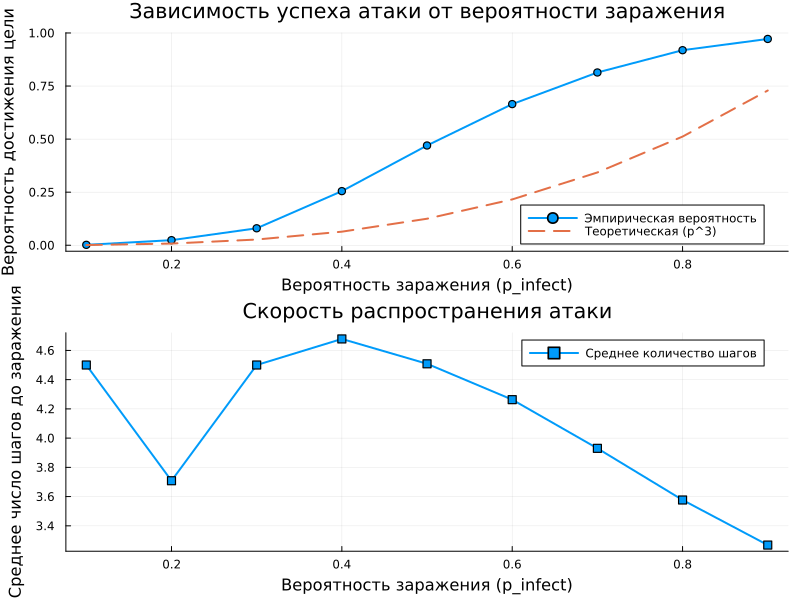 Зависимость успеха атаки от вероятности заражения
Вероятность достижения цели
1.00
0.75
0.50
0.25
0.00
Эмпирическая вероятность
Теоретическая (p^3)
0.2
0.4
0.6
0.8
Вероятность заражения (p_infect)
Скорость распространения атаки
Среднее число шагов до заражения
4.6
4.4
4.2
4.0
3.8
3.6
3.4
Среднее количество шагов
0.2
0.4
0.6
0.8
Вероятность заражения (p_infect)